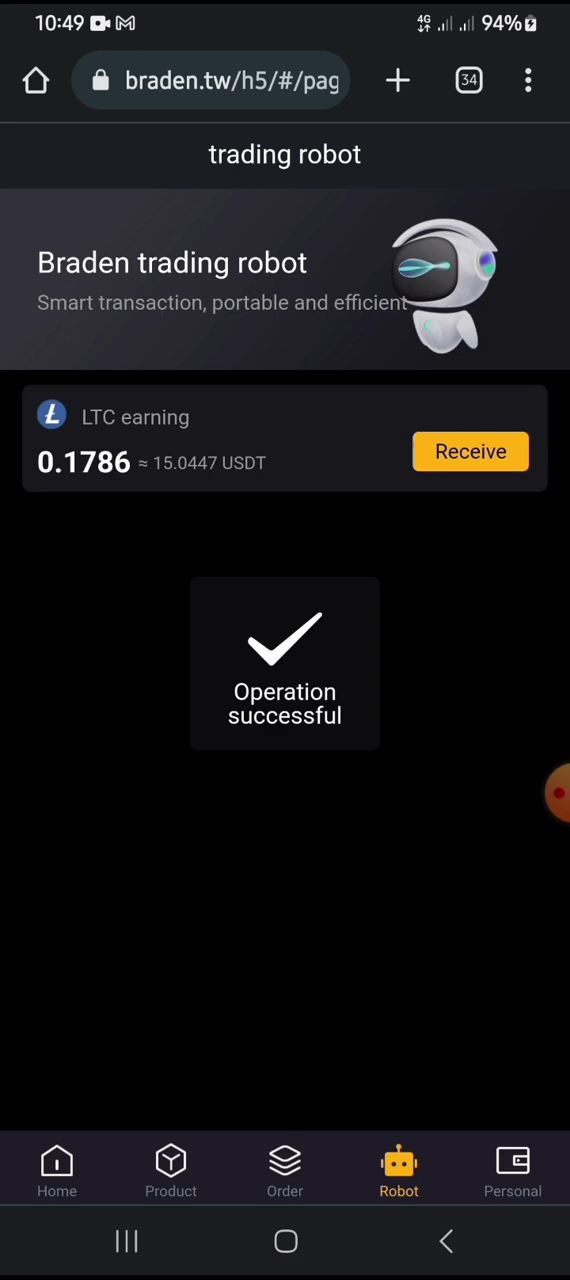 10:49 4G 94%
braden.tw/h5/#/pag 34
trading robot
Braden trading robot
Smart transaction, portable and efficient
LTC earning
0.1786 ≈ 15.0447 USDT
Receive
Operation
successful
Home Product Order Robot Personal